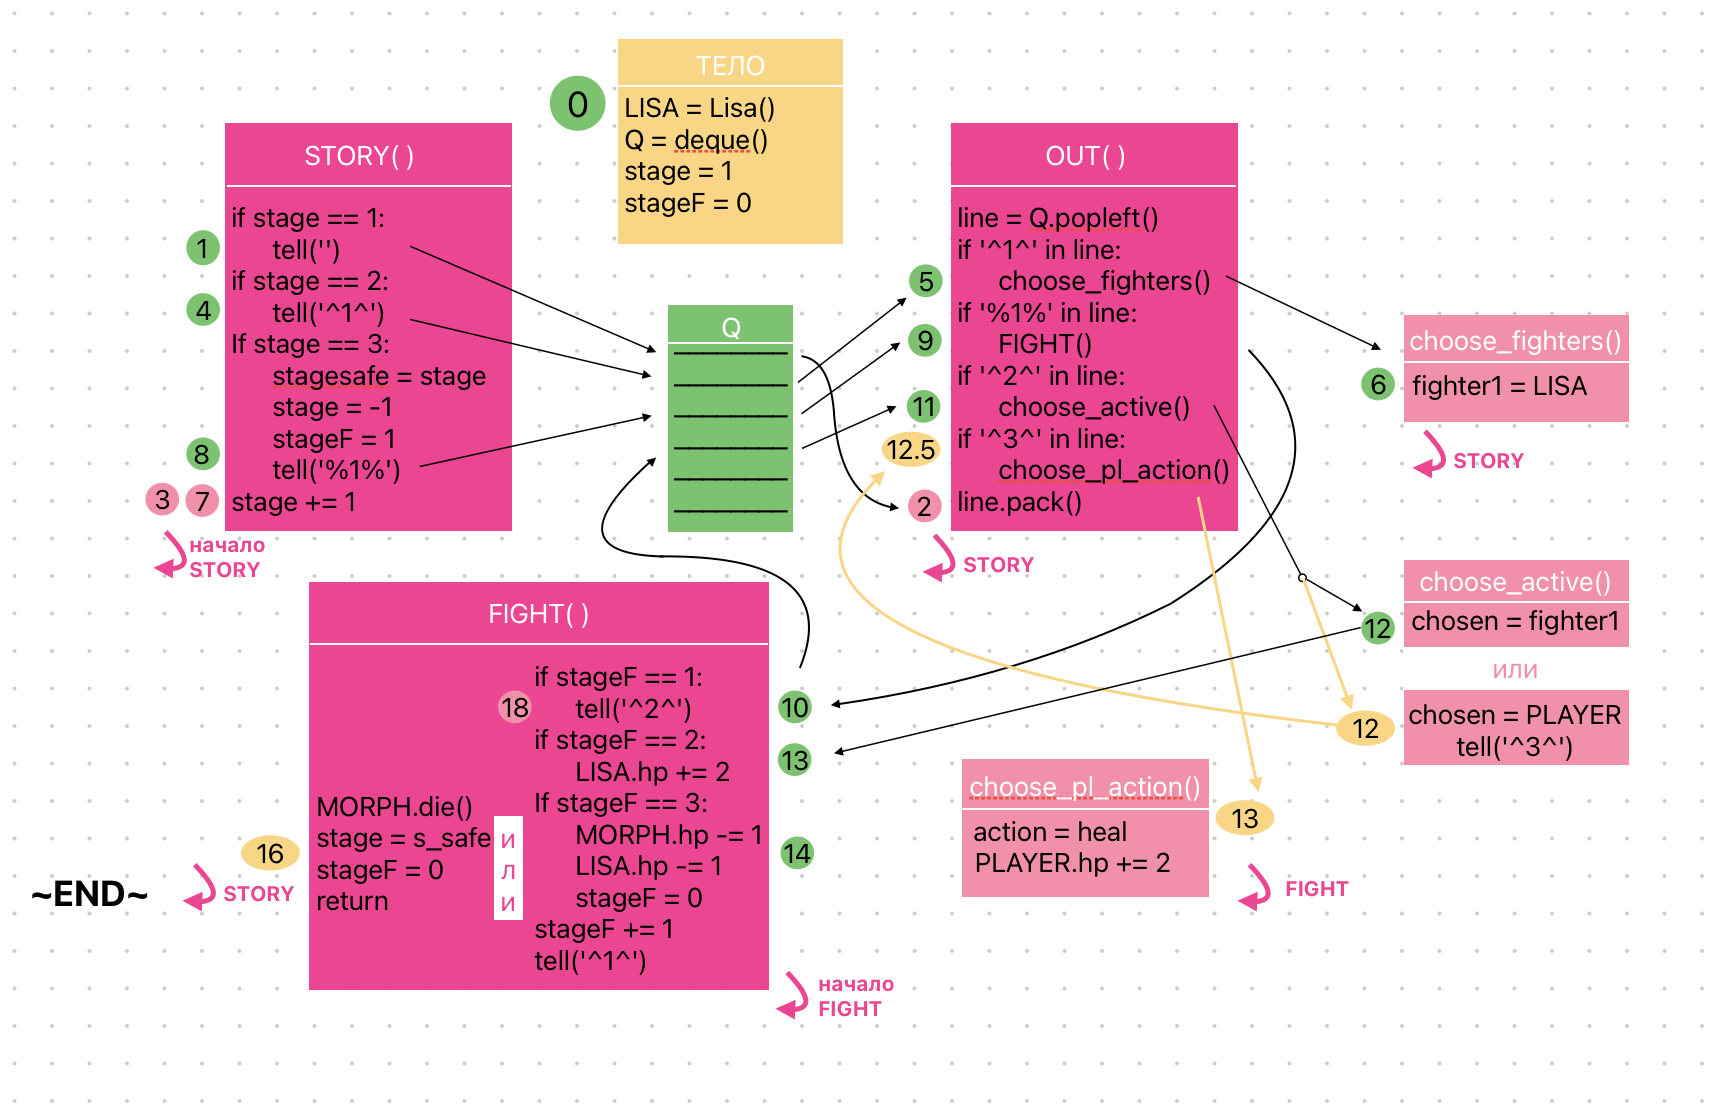 ТЕЛО
0
LISA = Lisa()
Q = deque()
stage = 1
stageF = 0
STORY( )
if stage == 1:
1
tell('')
if stage == 2:
4
tell('^1^')
If stage == 3:
stagesafe = stage
stage = -1
stageF = 1
8
tell('%1%')
3
7
stage += 1
начало
STORY
Q
OUT( )
line = Q.popleft()
if '^1^' in line:
5
choose_fighters()
if '%1%' in line:
9
FIGHT()
if '^2^' in line:
11
choose_active()
12.5
if '^3^' in line:
choose_pl_action()
2
line.pack()
STORY
choose_fighters()
6
fighter1 = LISA
STORY
choose_active()
12
chosen = fighter1
или
12
chosen = PLAYER
tell('^3^')
FIGHT( )
if stageF == 1:
18
tell('^2^')
10
if stageF == 2:
13
LISA.hp += 2
If stageF == 3:
MORPH.hp -= 1
14
LISA.hp -= 1
stageF = 0
stageF += 1
tell('^1^')
и
л
и
MORPH.die()
stage = s_safe
stageF = 0
return
16
STORY
~END~
начало
FIGHT
choose_pl_action()
13
action = heal
PLAYER.hp += 2
FIGHT